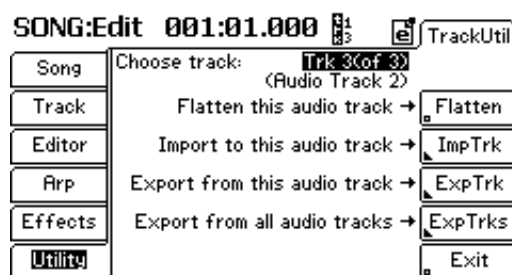 SONG:Edit 001:01.000 1 3 e TrackUtil
Song Choose track: Trk 3(of 3)
(Audio Track 2)
Track Flatten this audio track → Flatten
Editor Import to this audio track → ImpTrk
Arp Export from this audio track → ExpTrk
Effects Export from all audio tracks → ExpTrks
Utility Exit